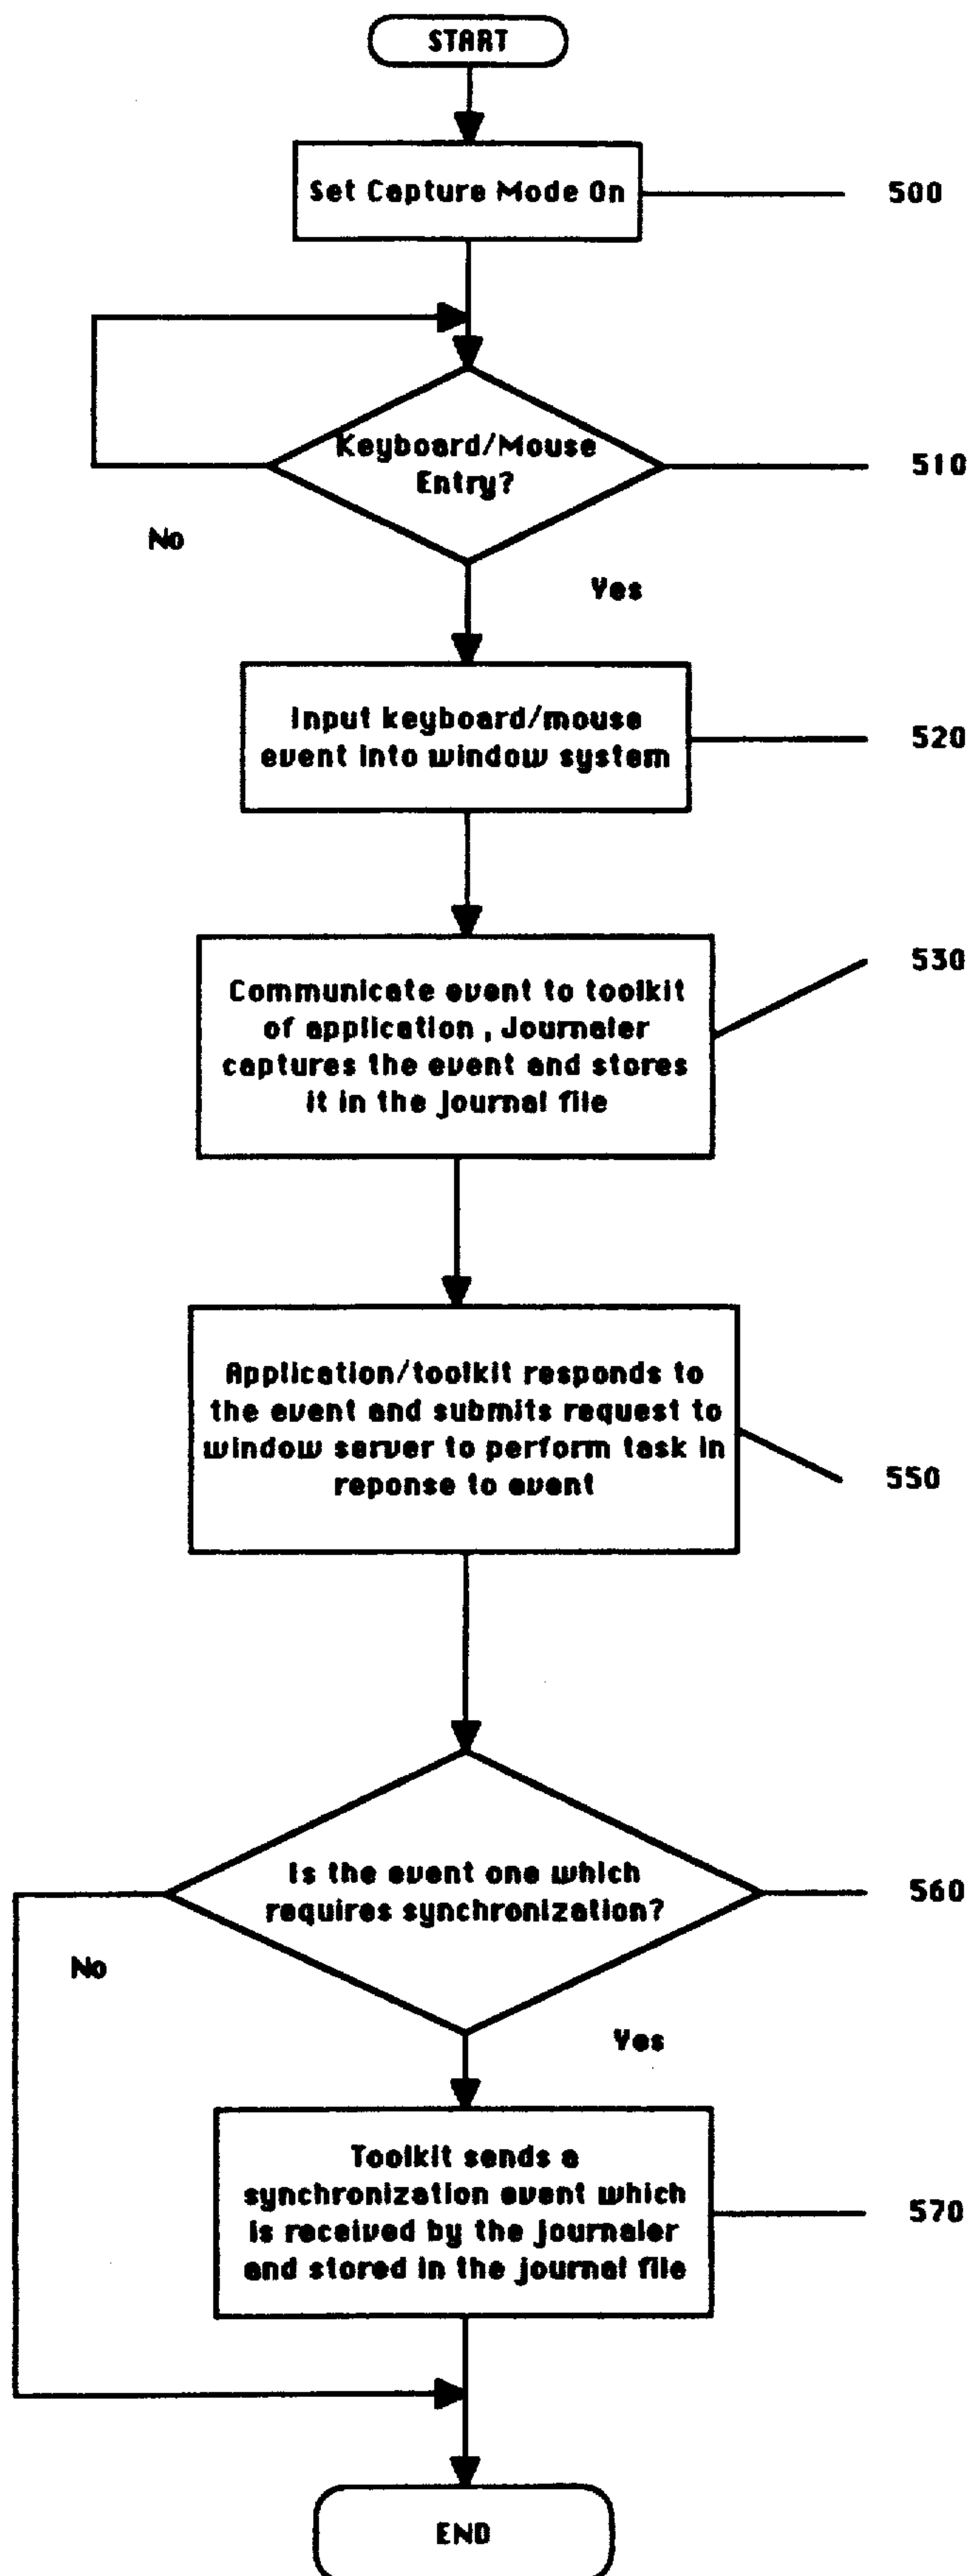 START
Set Capture Mode On
500
Keyboard/Mouse
Entry?
510
No
Yes
Input keyboard/mouse
event into window system
520
530
Communicate event to toolkit
of application , Journaler
captures the event and stores
it in the journal file
Application/toolkit responds to
the event and submits request to
window server to perform task in
reponse to event
550
Is the event one which
requires synchronization?
560
No
Yes
Toolkit sends a
synchronization event which
is received by the journaler
and stored in the journal file
570
END